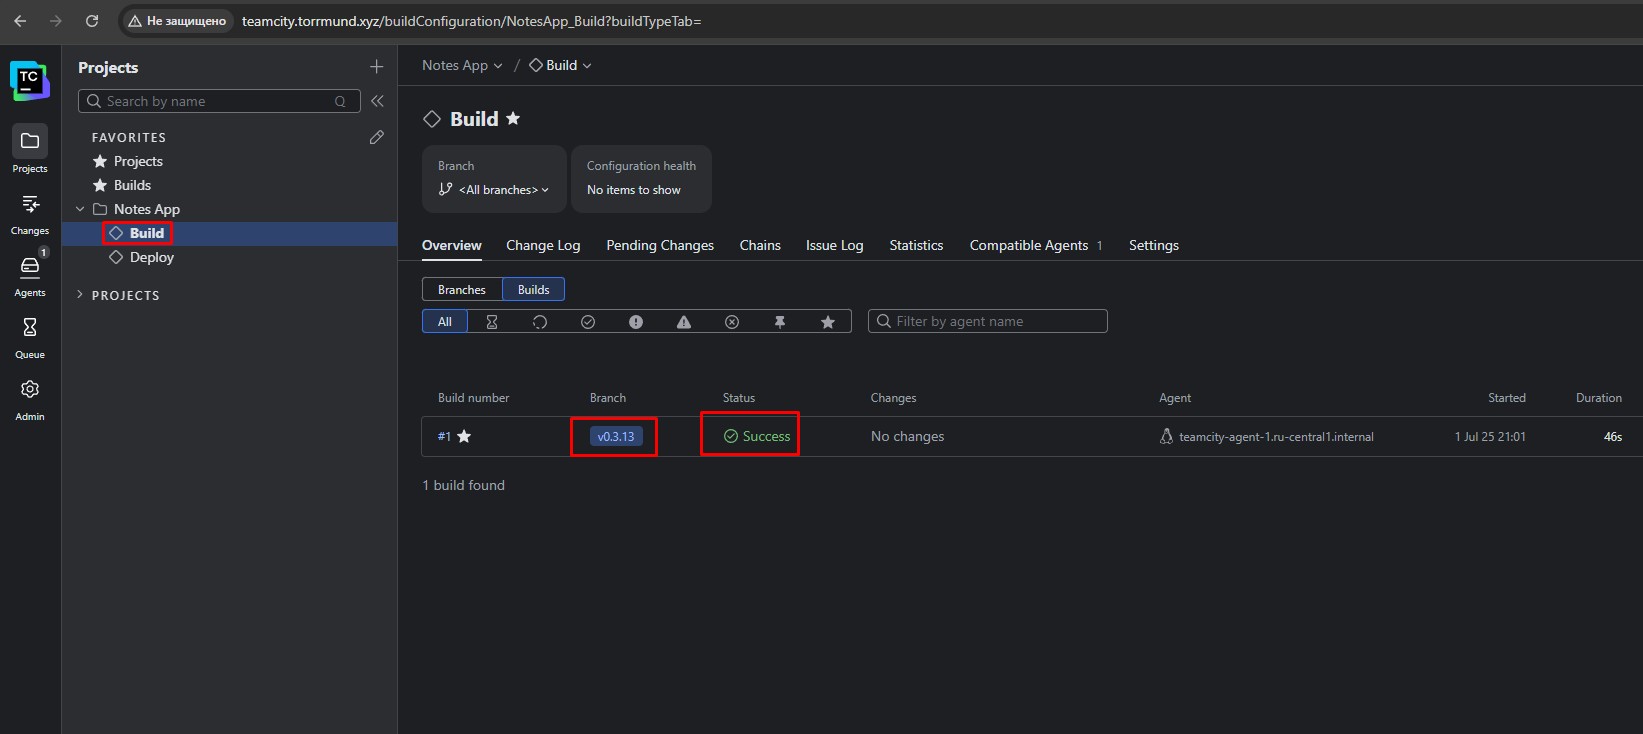 Не защищено teamcity.torrmund.xyz/buildConfiguration/NotesApp_Build?buildTypeTab=
TC
Projects
Changes
1
Agents
Queue
Admin
Projects
Search by name Q
FAVORITES
Projects
Builds
Notes App
Build
Deploy
PROJECTS
Notes App / Build
Build
Branch
<All branches>
Configuration health
No items to show
Overview Change Log Pending Changes Chains Issue Log Statistics Compatible Agents 1 Settings
Branches Builds
All Filter by agent name
Build number Branch Status Changes Agent Started Duration
#1 v0.3.13 Success No changes teamcity-agent-1.ru-central1.internal 1 Jul 25 21:01 46s
1 build found